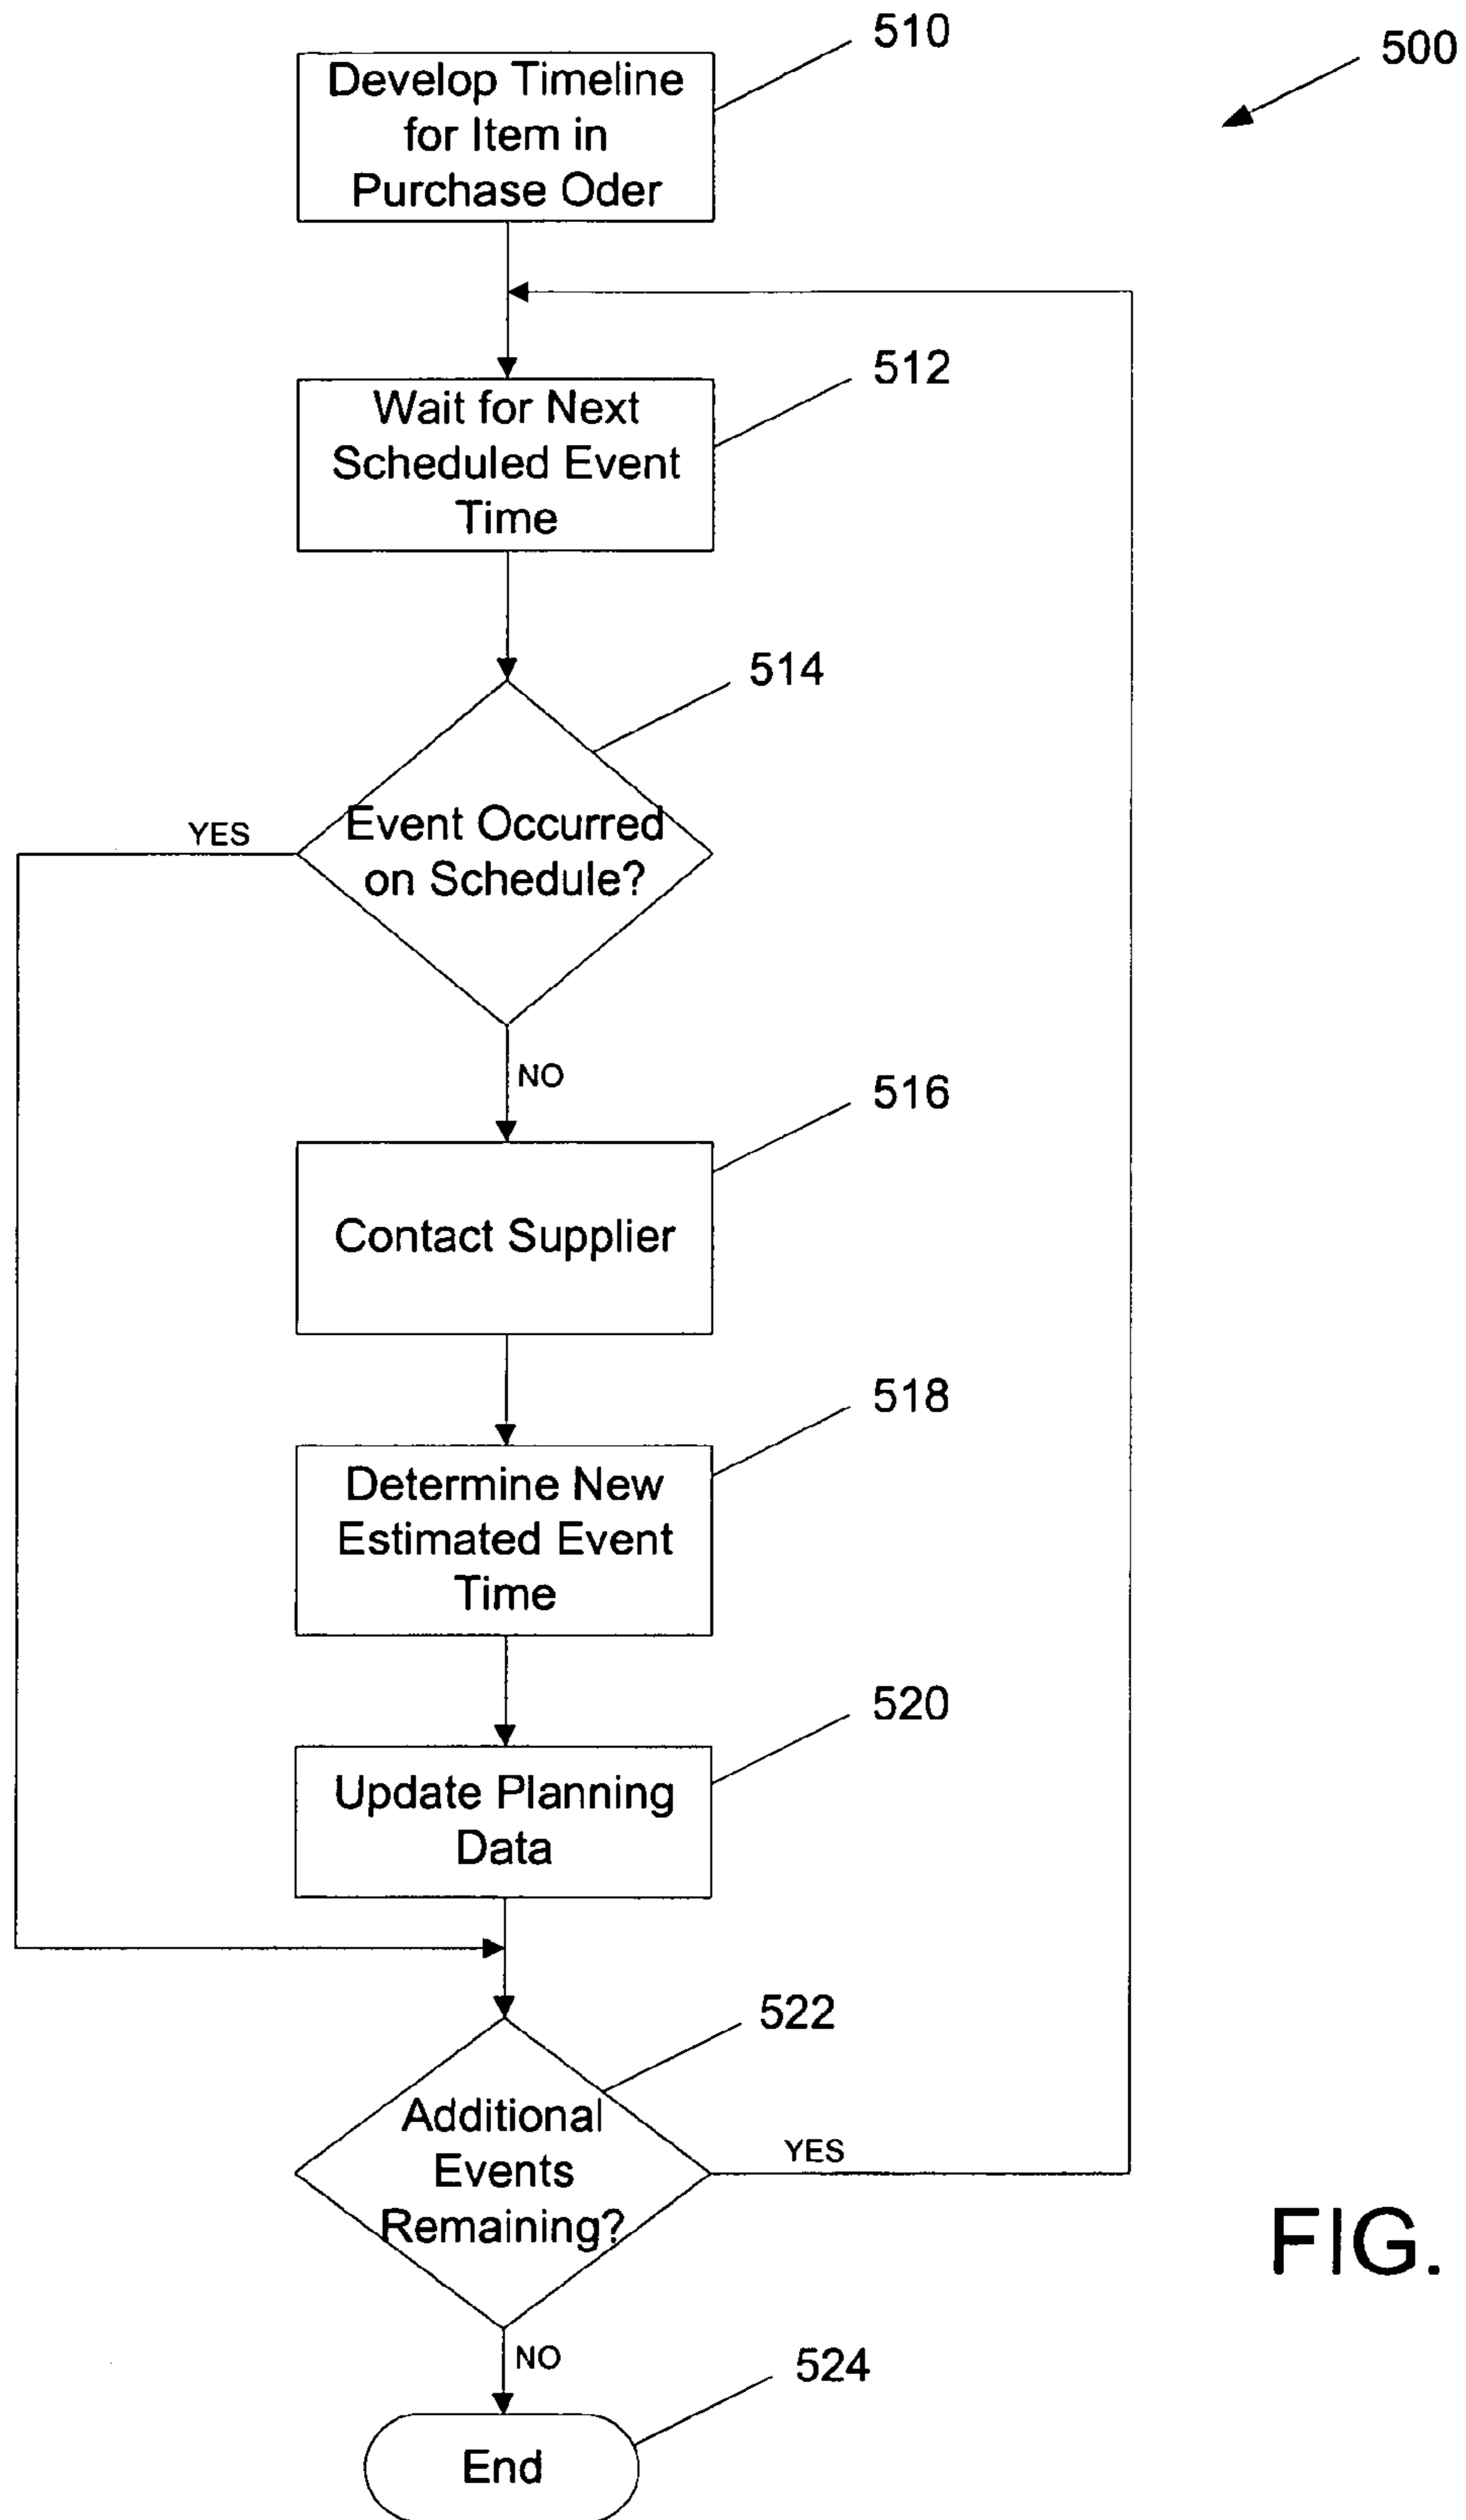 510
500
Develop Timeline
for Item in
Purchase Oder
512
Wait for Next
Scheduled Event
Time
514
YES
Event Occurred
on Schedule?
NO
516
Contact Supplier
518
Determine New
Estimated Event
Time
520
Update Planning
Data
522
Additional
Events
Remaining?
YES
FIG.
NO
524
End